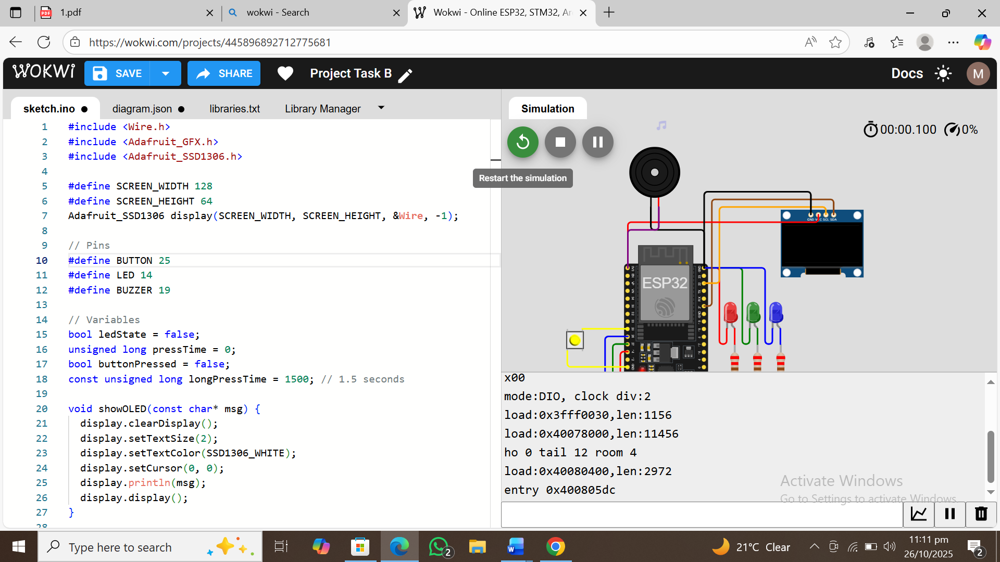 1.pdf
wokwi - Search
Wokwi - Online ESP32, STM32, Ar
https://wokwi.com/projects/445896892712775681
WOKWi
SAVE
SHARE
Project Task B
Docs
M
sketch.ino
diagram.json
libraries.txt
Library Manager
Simulation
00:00.100
0%
Restart the simulation
1 #include <Wire.h>
2 #include <Adafruit_GFX.h>
3 #include <Adafruit_SSD1306.h>
4
5 #define SCREEN_WIDTH 128
6 #define SCREEN_HEIGHT 64
7 Adafruit_SSD1306 display(SCREEN_WIDTH, SCREEN_HEIGHT, &Wire, -1);
8
9 // Pins
10 #define BUTTON 25
11 #define LED 14
12 #define BUZZER 19
13
14 // Variables
15 bool ledState = false;
16 unsigned long pressTime = 0;
17 bool buttonPressed = false;
18 const unsigned long longPressTime = 1500; // 1.5 seconds
19
20 void showOLED(const char* msg) {
21 display.clearDisplay();
22 display.setTextSize(2);
23 display.setTextColor(SSD1306_WHITE);
24 display.setCursor(0, 0);
25 display.println(msg);
26 display.display();
27 }
28
GND VCC SCL SDA
ESP32
x00
mode:DIO, clock div:2
load:0x3fff0030,len:1156
load:0x40078000,len:11456
ho 0 tail 12 room 4
load:0x40080400,len:2972
entry 0x400805dc
Activate Windows
Go to Settings to activate Windows.
Type here to search
2
21°C Clear
11:11 pm
26/10/2025
2